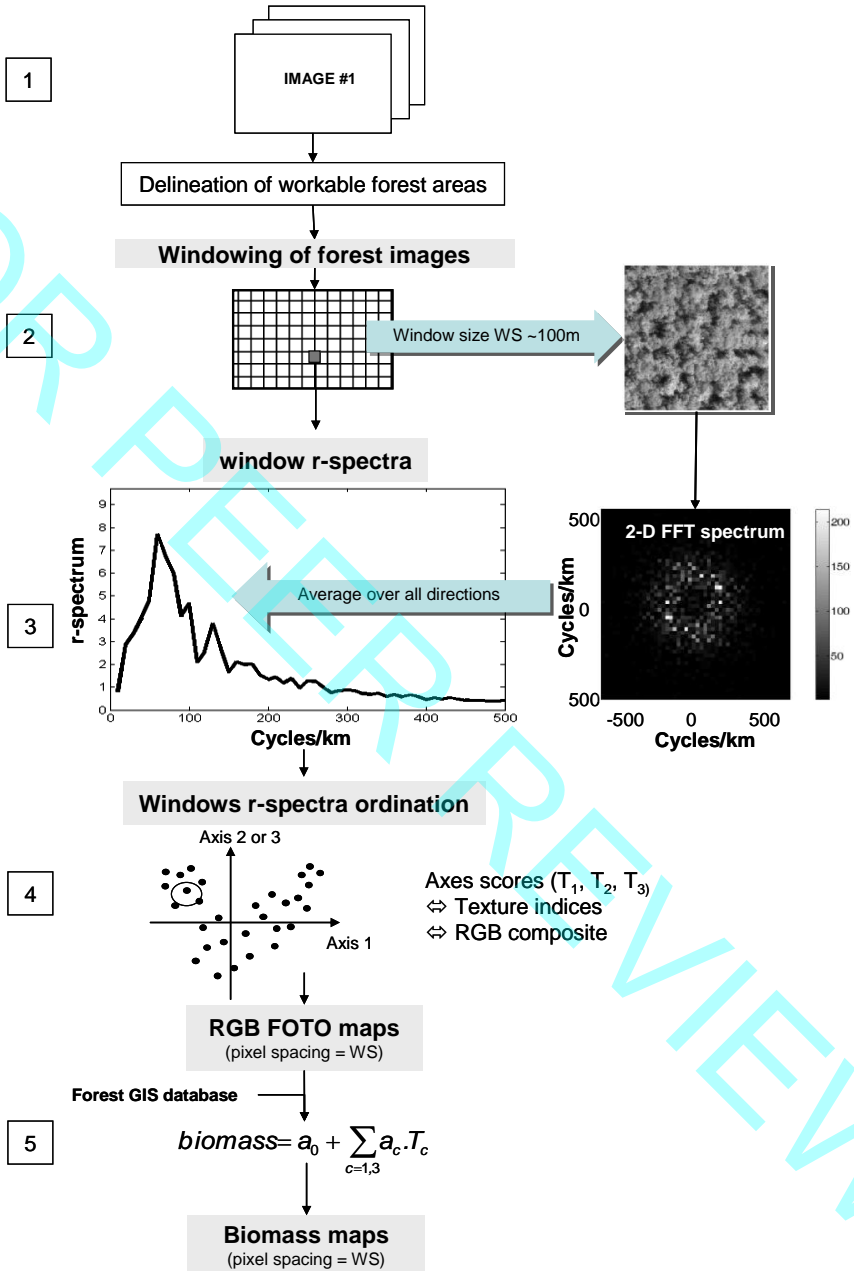 1
IMAGE #1
Delineation of workable forest areas
Windowing of forest images
2
Window size WS ~100m
window r-spectra
3
r-spectrum
9
8
7
6
5
4
3
2
1
0
0
100
200
300
400
500
Cycles/km
Average over all directions
2-D FFT spectrum
Cycles/km
500
0
500
-500
0
500
Cycles/km
200
150
100
50
Windows r-spectra ordination
4
Axis 2 or 3
Axis 1
Axes scores (T1, T2, T3)
⇔ Texture indices
⇔ RGB composite
RGB FOTO maps
(pixel spacing = WS)
Forest GIS database
5
biomass= a0 + ∑ ac.Tc
c=1,3
Biomass maps
(pixel spacing = WS)
OR PEER REVIEW